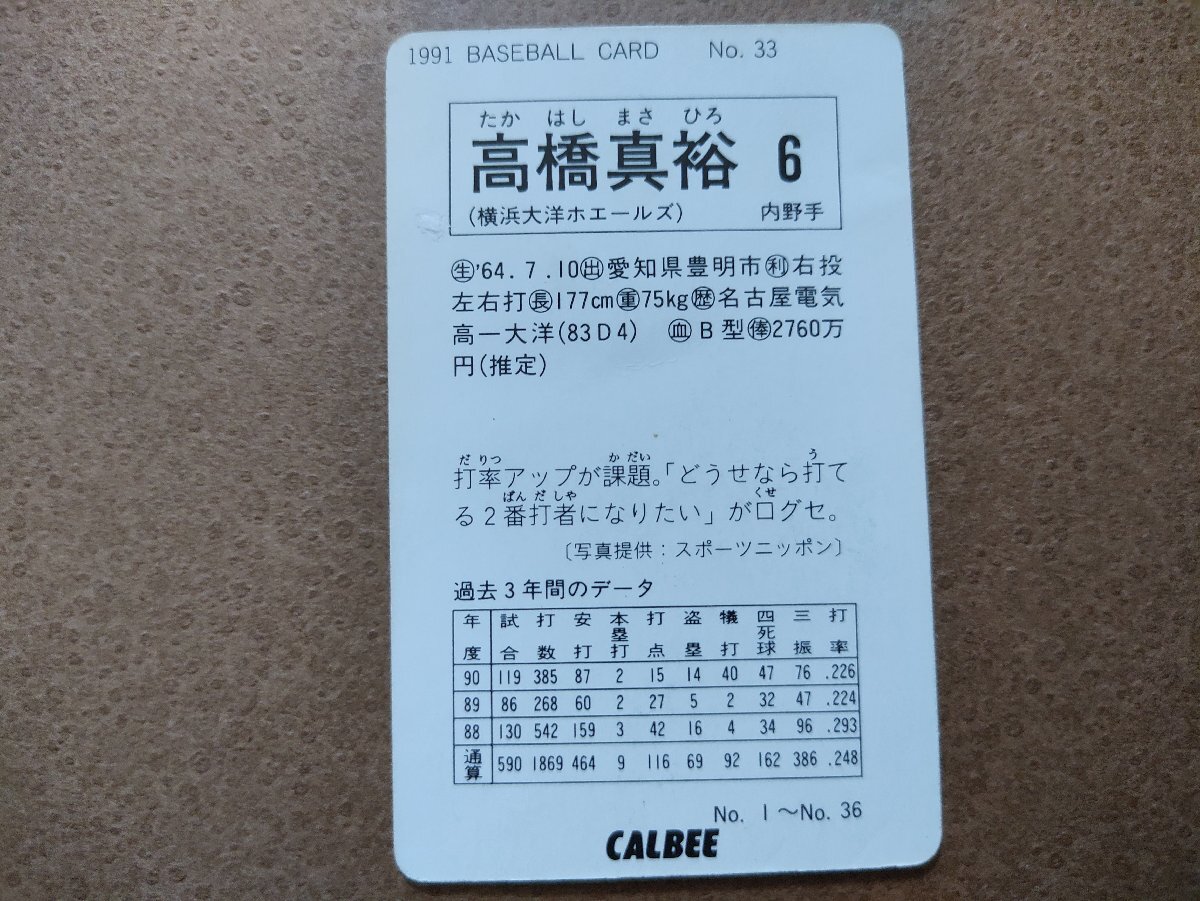 1991 BASEBALL CARD No. 33
たか はし まさ ひろ
高橋真裕 6
(横浜大洋ホエールズ) 内野手
㊤'64.7.10㊦愛知県豊明市㊒右投
左右打㊐177cm㊑75kg㊔名古屋電気
高ー大洋(83D4) ㊋B型㊌2760万
円(推定)
だ りつ か だい う
打率アップが課題。「どうせなら打て
ばん だ しゃ くせ
る2番打者になりたい」が口グセ。
〔写真提供:スポーツニッポン〕
過去3年間のデータ
年度 試合 打数 安打 本塁打 打点 盗塁 犠打 四死球 三振 打率
90 119 385 87 2 15 14 40 47 76 .226
89 86 268 60 2 27 5 2 32 47 .224
88 130 542 159 3 42 16 4 34 96 .293
通算 590 1869 464 9 116 69 92 162 386 .248
No. 1〜No. 36
CALBEE